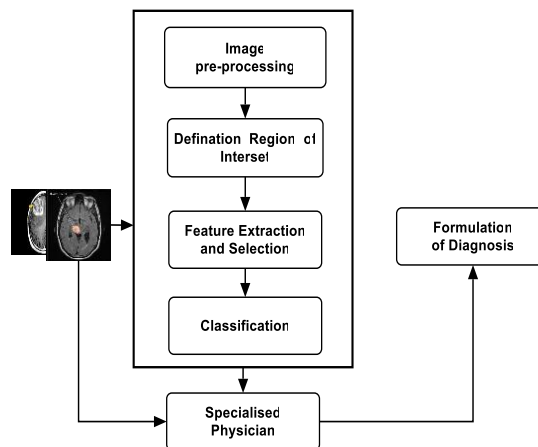 Image
pre-processing
Defination Region of
Interset
Feature Extraction
and Selection
Classification
Formulation
of Diagnosis
Specialised
Physician